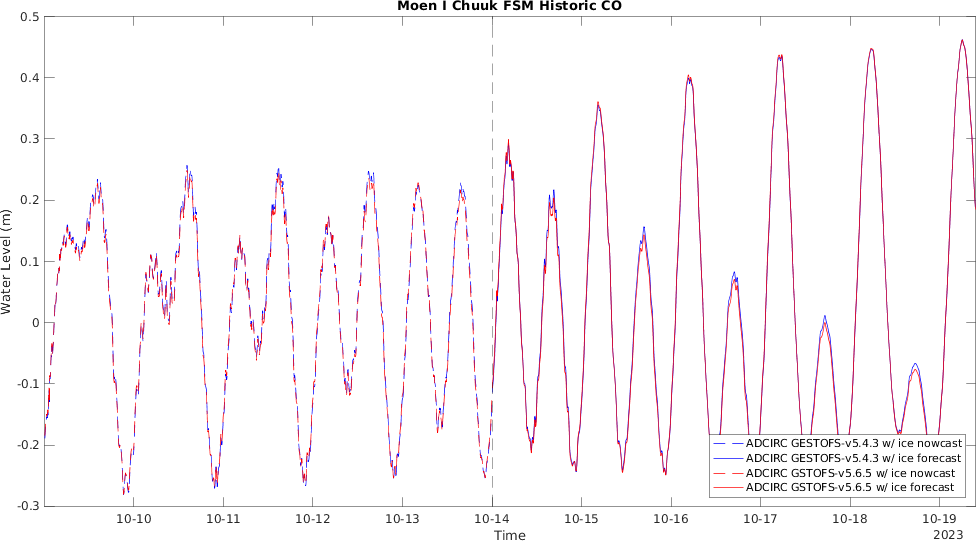 Moen I Chuuk FSM Historic CO
0.5
0.4
0.3
0.2
0.1
0
-0.1
-0.2
-0.3
Water Level (m)
10-10 10-11 10-12 10-13 10-14 10-15 10-16 10-17 10-18 10-19
2023
Time
ADCIRC GESTOFS-v5.4.3 w/ ice nowcast
ADCIRC GESTOFS-v5.4.3 w/ ice forecast
ADCIRC GSTOFS-v5.6.5 w/ ice nowcast
ADCIRC GSTOFS-v5.6.5 w/ ice forecast